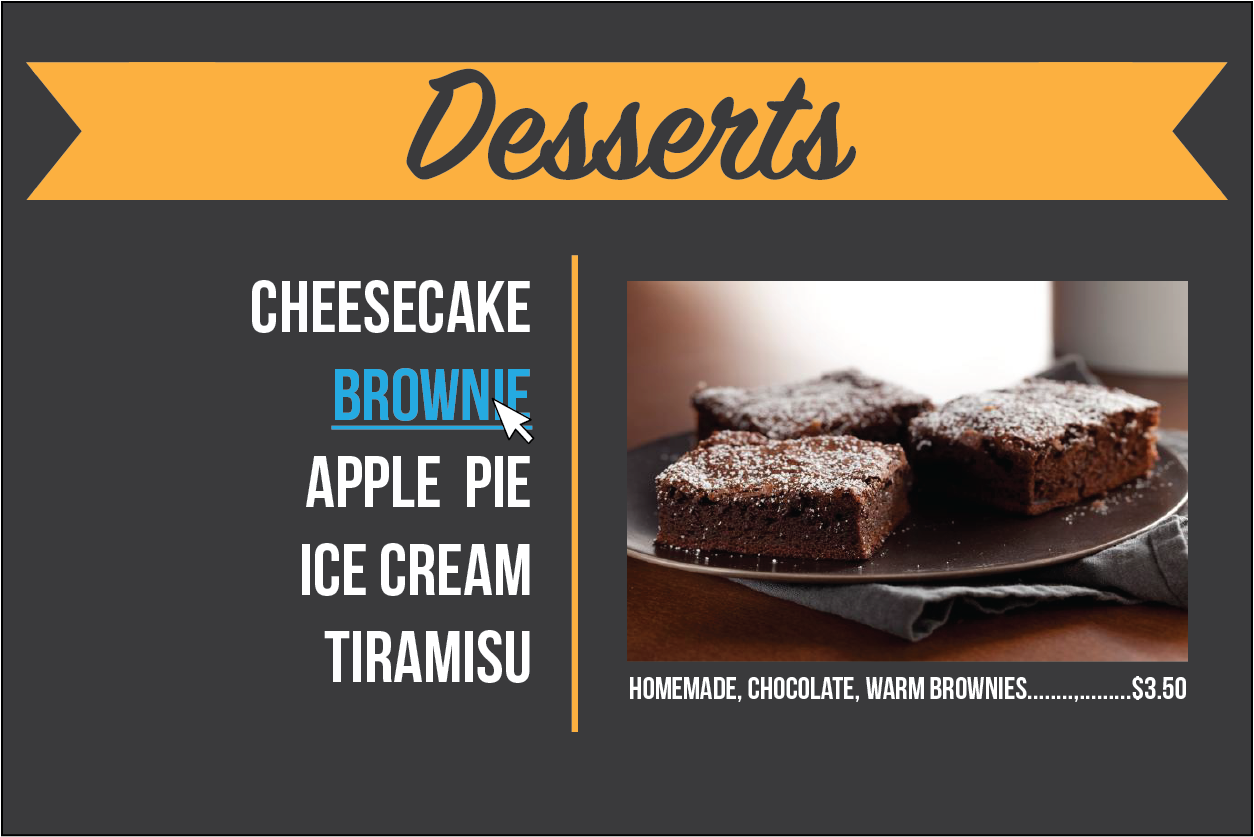 Desserts
CHEESECAKE
BROWNIE
APPLE PIE
ICE CREAM
TIRAMISU
HOMEMADE, CHOCOLATE, WARM BROWNIES........,.........$3.50